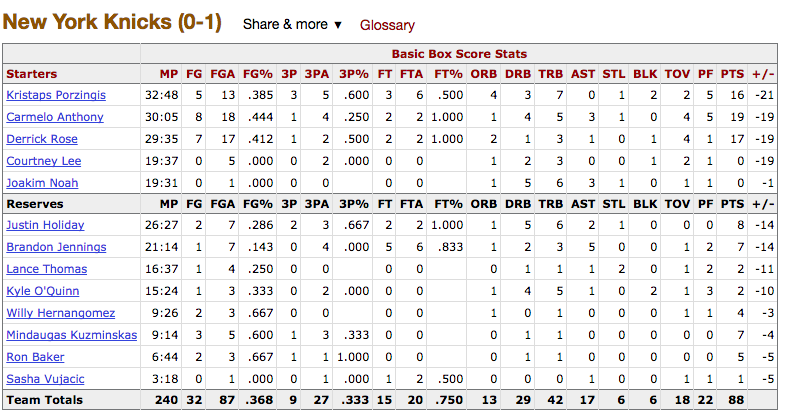 New York Knicks (0-1) Share & more ▼ Glossary
Basic Box Score Stats
Starters MP FG FGA FG% 3P 3PA 3P% FT FTA FT% ORB DRB TRB AST STL BLK TOV PF PTS +/-
Kristaps Porzingis 32:48 5 13 .385 3 5 .600 3 6 .500 4 3 7 0 1 2 2 5 16 -21
Carmelo Anthony 30:05 8 18 .444 1 4 .250 2 2 1.000 1 4 5 3 1 0 4 5 19 -19
Derrick Rose 29:35 7 17 .412 1 2 .500 2 2 1.000 2 1 3 1 0 1 4 1 17 -19
Courtney Lee 19:37 0 5 .000 0 2 .000 0 0 1 2 3 0 0 1 2 1 0 -19
Joakim Noah 19:31 0 1 .000 0 0 0 0 1 5 6 3 1 0 1 1 0 -1
Reserves MP FG FGA FG% 3P 3PA 3P% FT FTA FT% ORB DRB TRB AST STL BLK TOV PF PTS +/-
Justin Holiday 26:27 2 7 .286 2 3 .667 2 2 1.000 1 5 6 2 1 0 0 0 8 -14
Brandon Jennings 21:14 1 7 .143 0 4 .000 5 6 .833 1 2 3 5 0 0 1 2 7 -14
Lance Thomas 16:37 1 4 .250 0 0 0 0 0 1 1 1 2 0 1 2 2 -11
Kyle O'Quinn 15:24 1 3 .333 0 2 .000 0 0 1 4 5 1 0 2 1 3 2 -10
Willy Hernangomez 9:26 2 3 .667 0 0 0 0 1 0 1 0 0 0 1 1 4 -3
Mindaugas Kuzminskas 9:14 3 5 .600 1 3 .333 0 0 0 1 1 0 0 0 0 0 7 -4
Ron Baker 6:44 2 3 .667 1 1 1.000 0 0 0 1 1 0 0 0 0 1 5 -5
Sasha Vujacic 3:18 0 1 .000 0 1 .000 1 2 .500 0 0 0 1 0 0 1 1 1 -5
Team Totals 240 32 87 .368 9 27 .333 15 20 .750 13 29 42 17 6 6 18 22 88